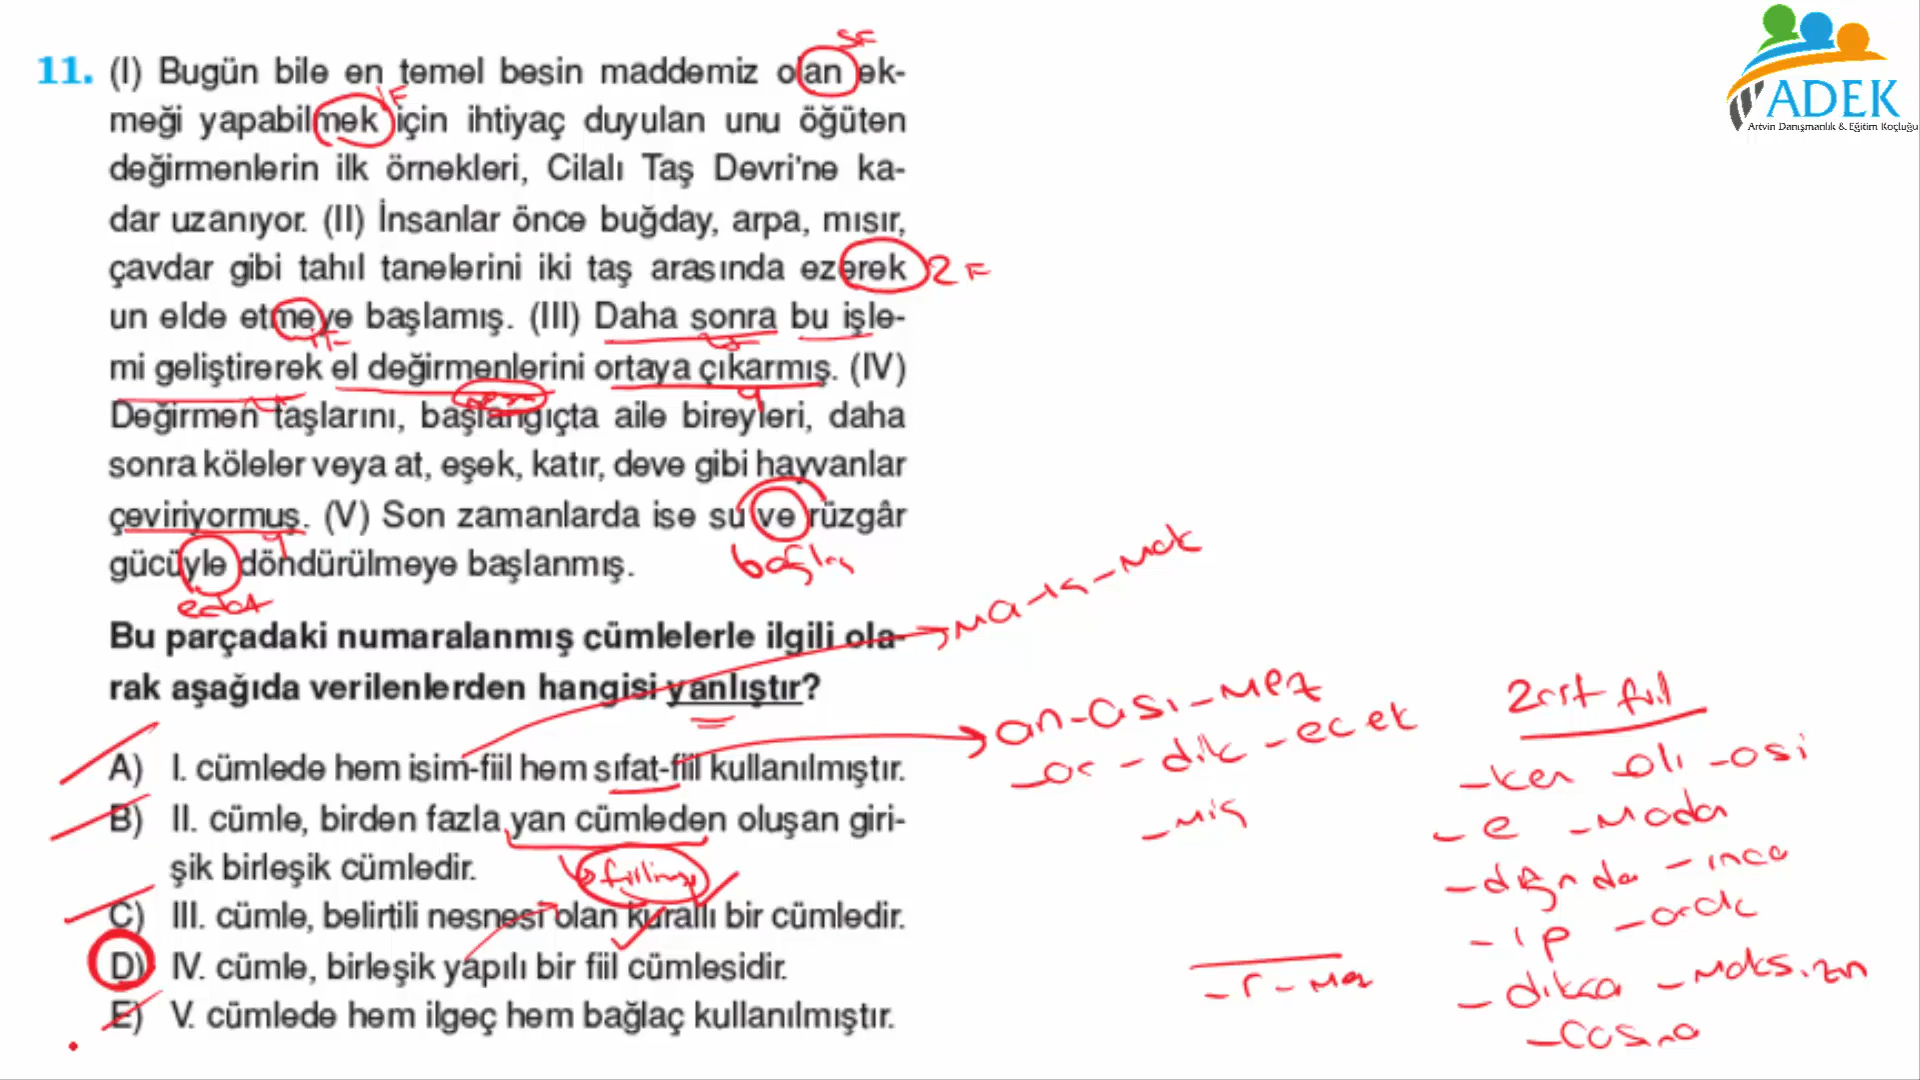 11. (I) Bugün bile en temel besin maddemiz olan ek-
meği yapabilmek için ihtiyaç duyulan unu öğüten
değirmenlerin ilk örnekleri, Cilalı Taş Devri'ne ka-
dar uzanıyor. (II) İnsanlar önce buğday, arpa, mısır,
çavdar gibi tahıl tanelerini iki taş arasında ezerek
un elde etmeye başlamış. (III) Daha sonra bu işle-
mi geliştirerek el değirmenlerini ortaya çıkarmış. (IV)
Değirmen taşlarını, başlangıçta aile bireyleri, daha
sonra köleler veya at, eşek, katır, deve gibi hayvanlar
çeviriyormuş. (V) Son zamanlarda ise su ve rüzgâr
gücüyle döndürülmeye başlanmış.
bağlaç
edat
Bu parçadaki numaralanmış cümlelerle ilgili ola-
rak aşağıda verilenlerden hangisi yanlıştır?
A) I. cümlede hem isim-fiil hem sıfat-fiil kullanılmıştır.
B) II. cümle, birden fazla yan cümleden oluşan giri-
şik birleşik cümledir.
C) III. cümle, belirtili nesnesi olan kurallı bir cümledir.
D) IV. cümle, birleşik yapılı bir fiil cümlesidir.
E) V. cümlede hem ilgeç hem bağlaç kullanılmıştır.
SF
İF
ZF
ma-ış-mak
an-ası-mez
-ar -dik -ecek
-miş
-r -mez
Zarf fiil
-ken -alı -asi
-e -madan
-dığında -ınca
-ıp -arak
-dıkça -maksızın
-casına
ADEK
Artvin Danışmanlık & Eğitim Koçluğu